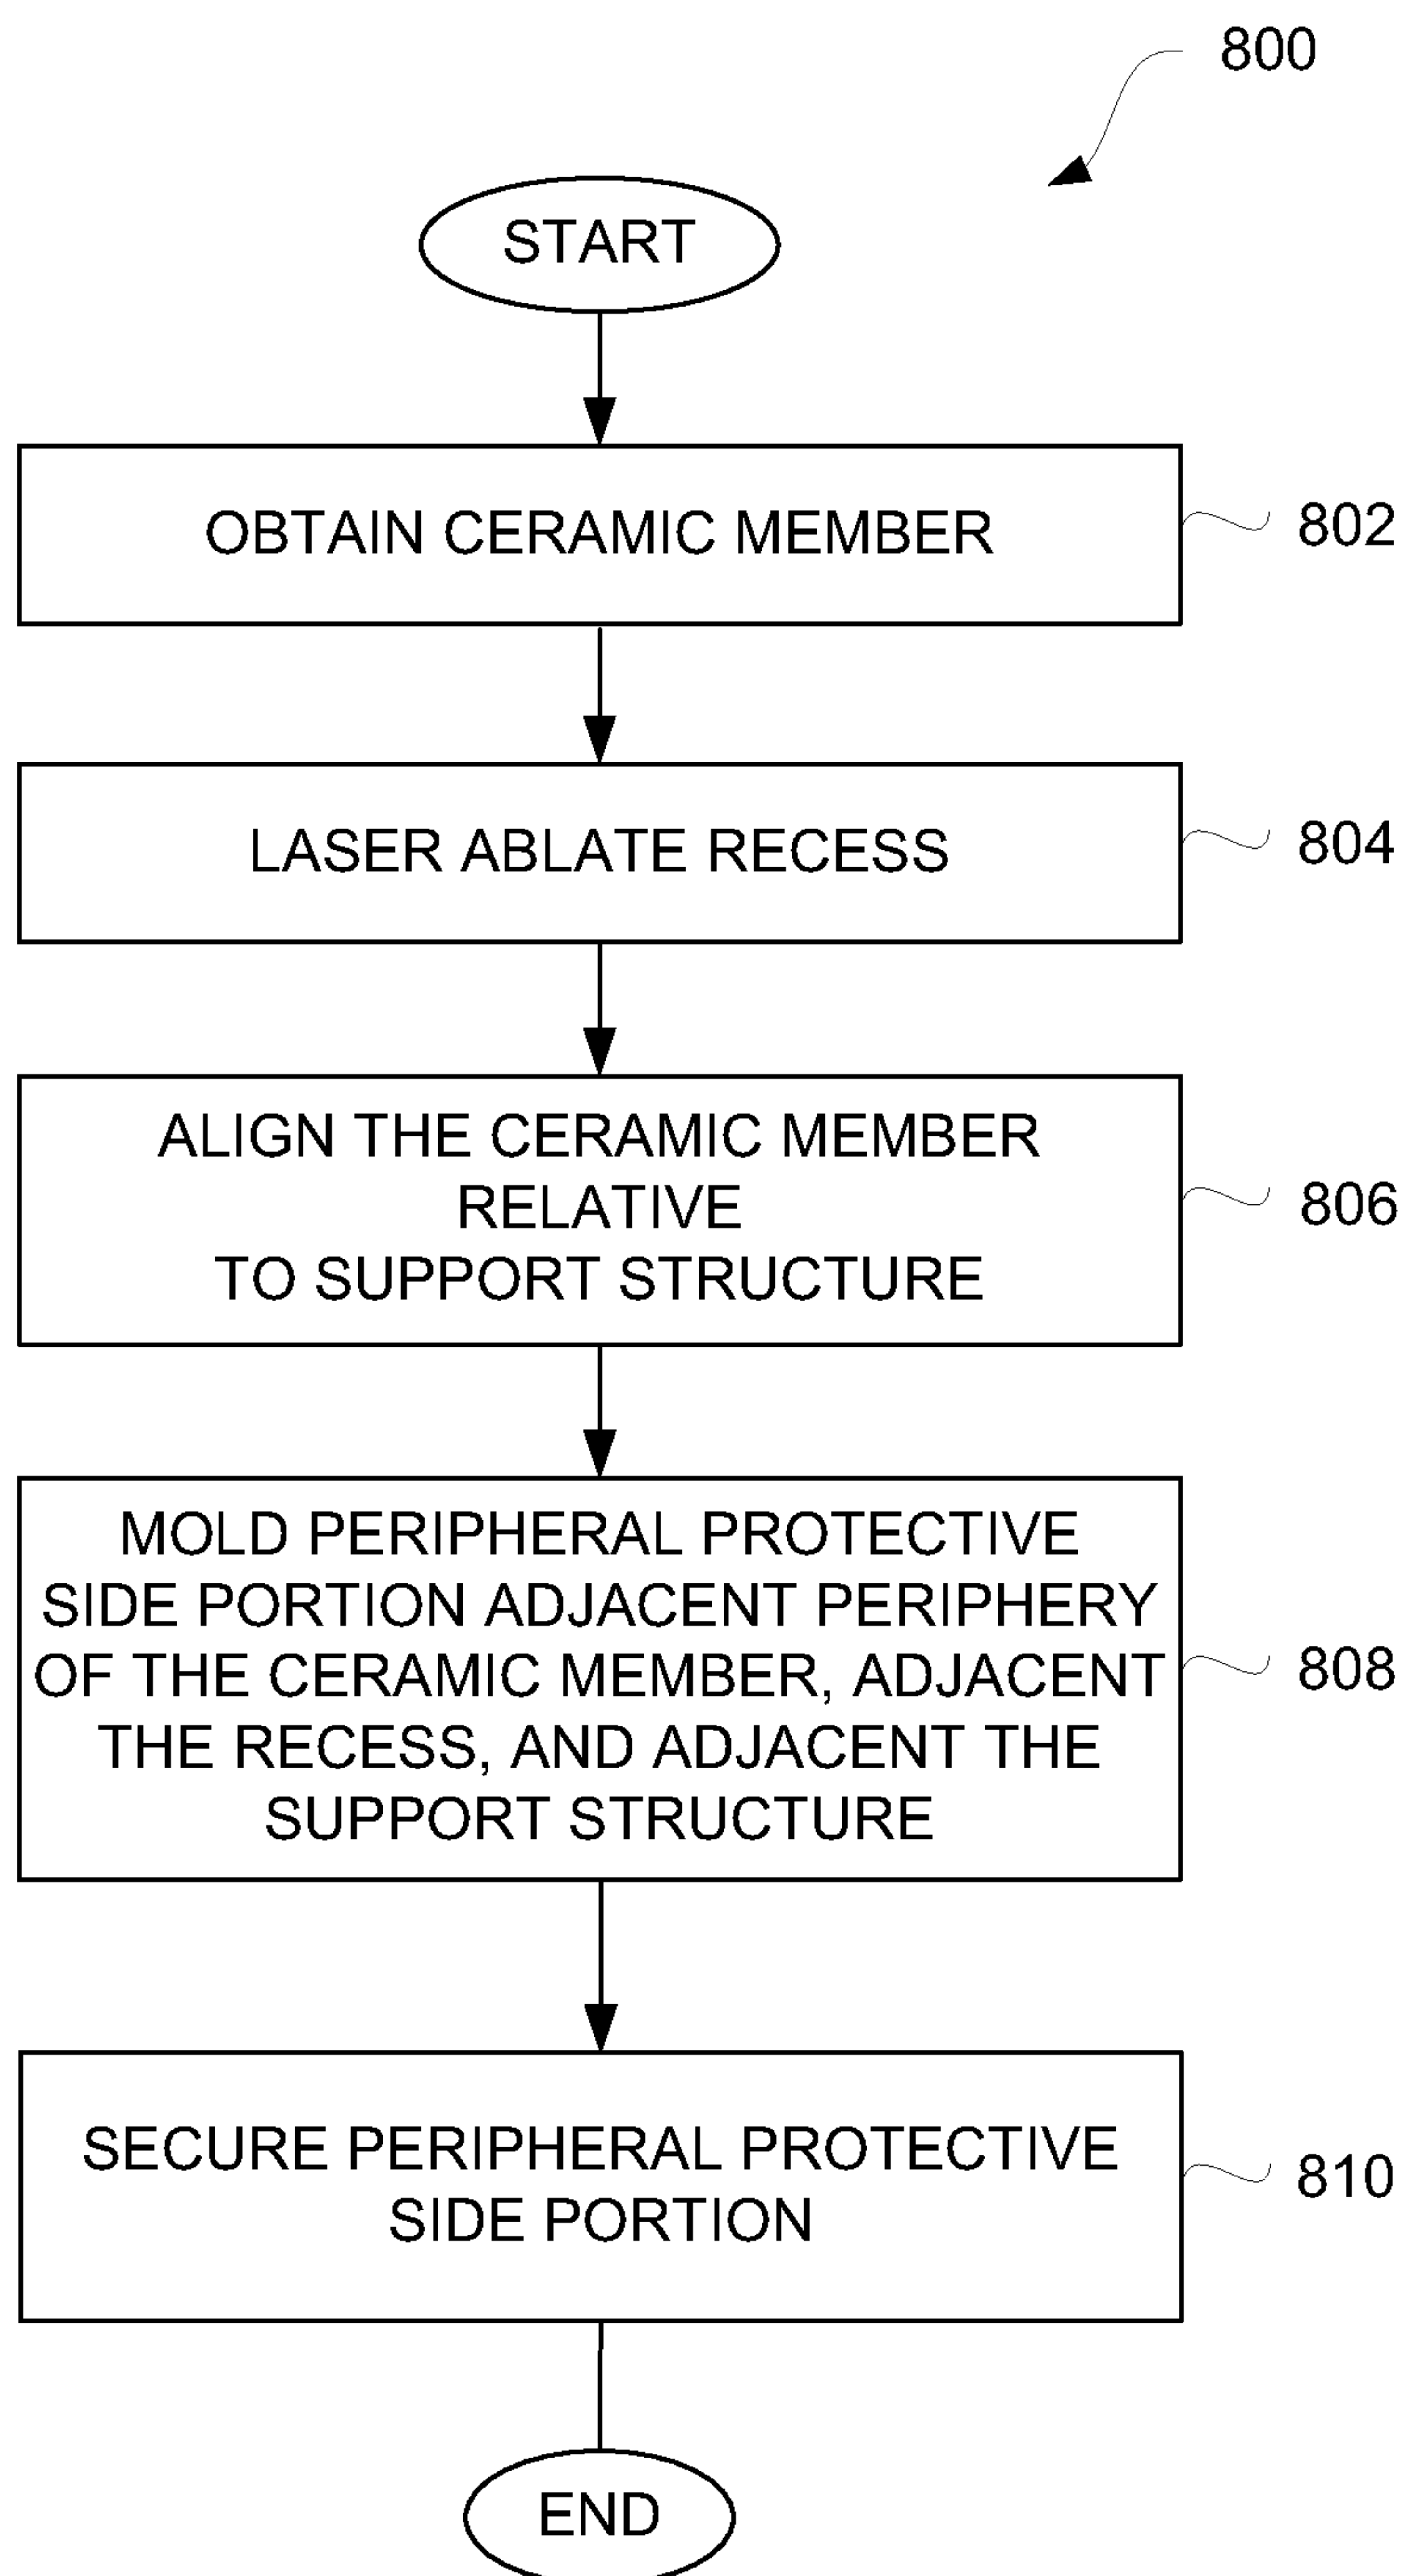 800
START
OBTAIN CERAMIC MEMBER
802
LASER ABLATE RECESS
804
ALIGN THE CERAMIC MEMBER
RELATIVE
TO SUPPORT STRUCTURE
806
MOLD PERIPHERAL PROTECTIVE
SIDE PORTION ADJACENT PERIPHERY
OF THE CERAMIC MEMBER, ADJACENT
THE RECESS, AND ADJACENT THE
SUPPORT STRUCTURE
808
SECURE PERIPHERAL PROTECTIVE
SIDE PORTION
810
END